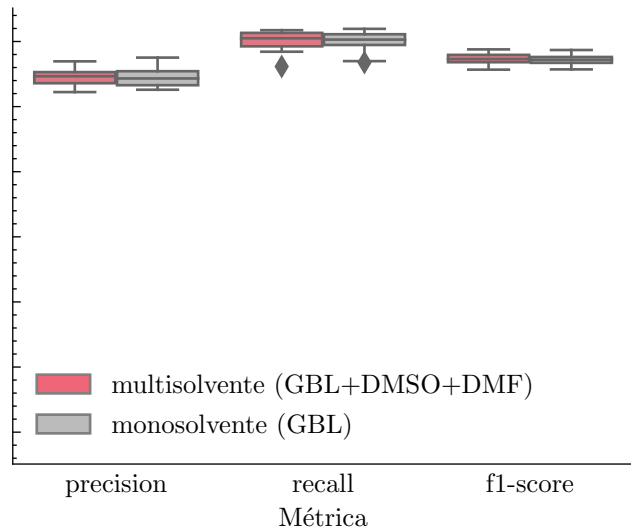 multisolvente (GBL+DMSO+DMF)
monosolvente (GBL)
precision recall f1-score
Métrica